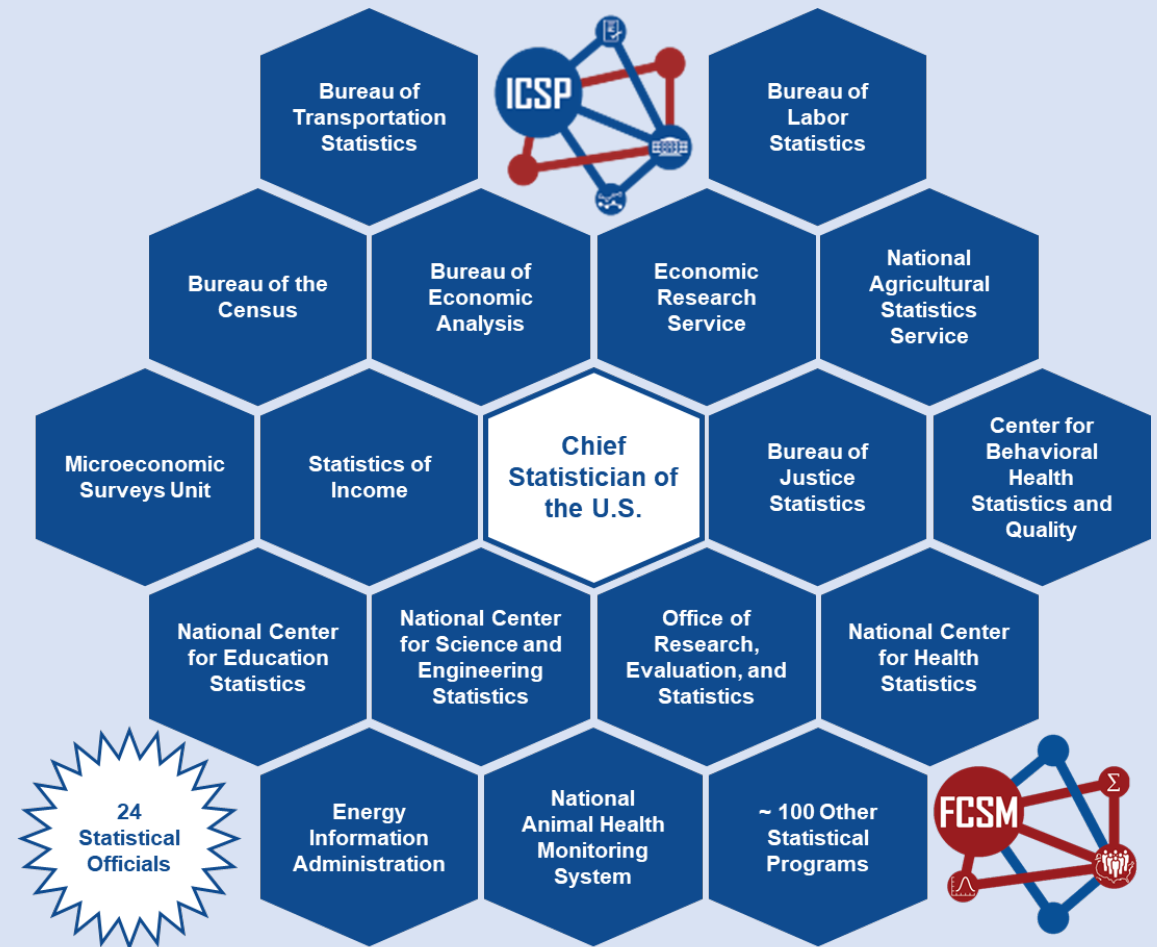 Bureau of
Transportation
Statistics
ICSP
Bureau of
Labor
Statistics
Bureau of the
Census
Bureau of
Economic
Analysis
Economic
Research
Service
National
Agricultural
Statistics
Service
Microeconomic
Surveys Unit
Statistics of
Income
Chief
Statistician of
the U.S.
Bureau of
Justice
Statistics
Center for
Behavioral
Health
Statistics and
Quality
National Center
for Education
Statistics
National Center
for Science and
Engineering
Statistics
Office of
Research,
Evaluation, and
Statistics
National Center
for Health
Statistics
24
Statistical
Officials
Energy
Information
Administration
National
Animal Health
Monitoring
System
~ 100 Other
Statistical
Programs
FCSM
Σ